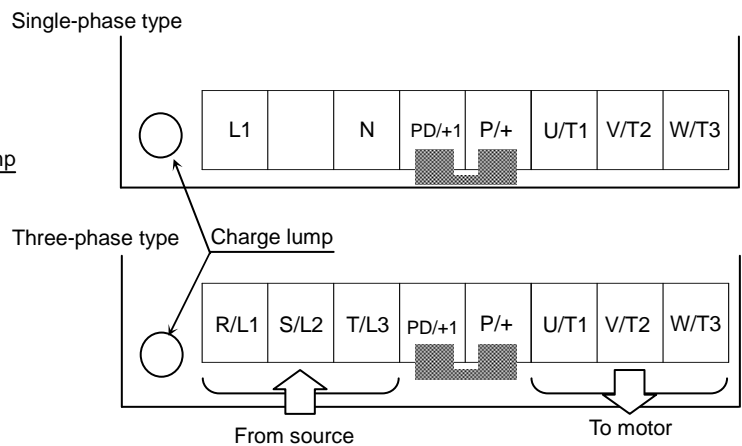 Single-phase type
L1 N PD/+1 P/+ U/T1 V/T2 W/T3
Three-phase type Charge lump
R/L1 S/L2 T/L3 PD/+1 P/+ U/T1 V/T2 W/T3
From source To motor